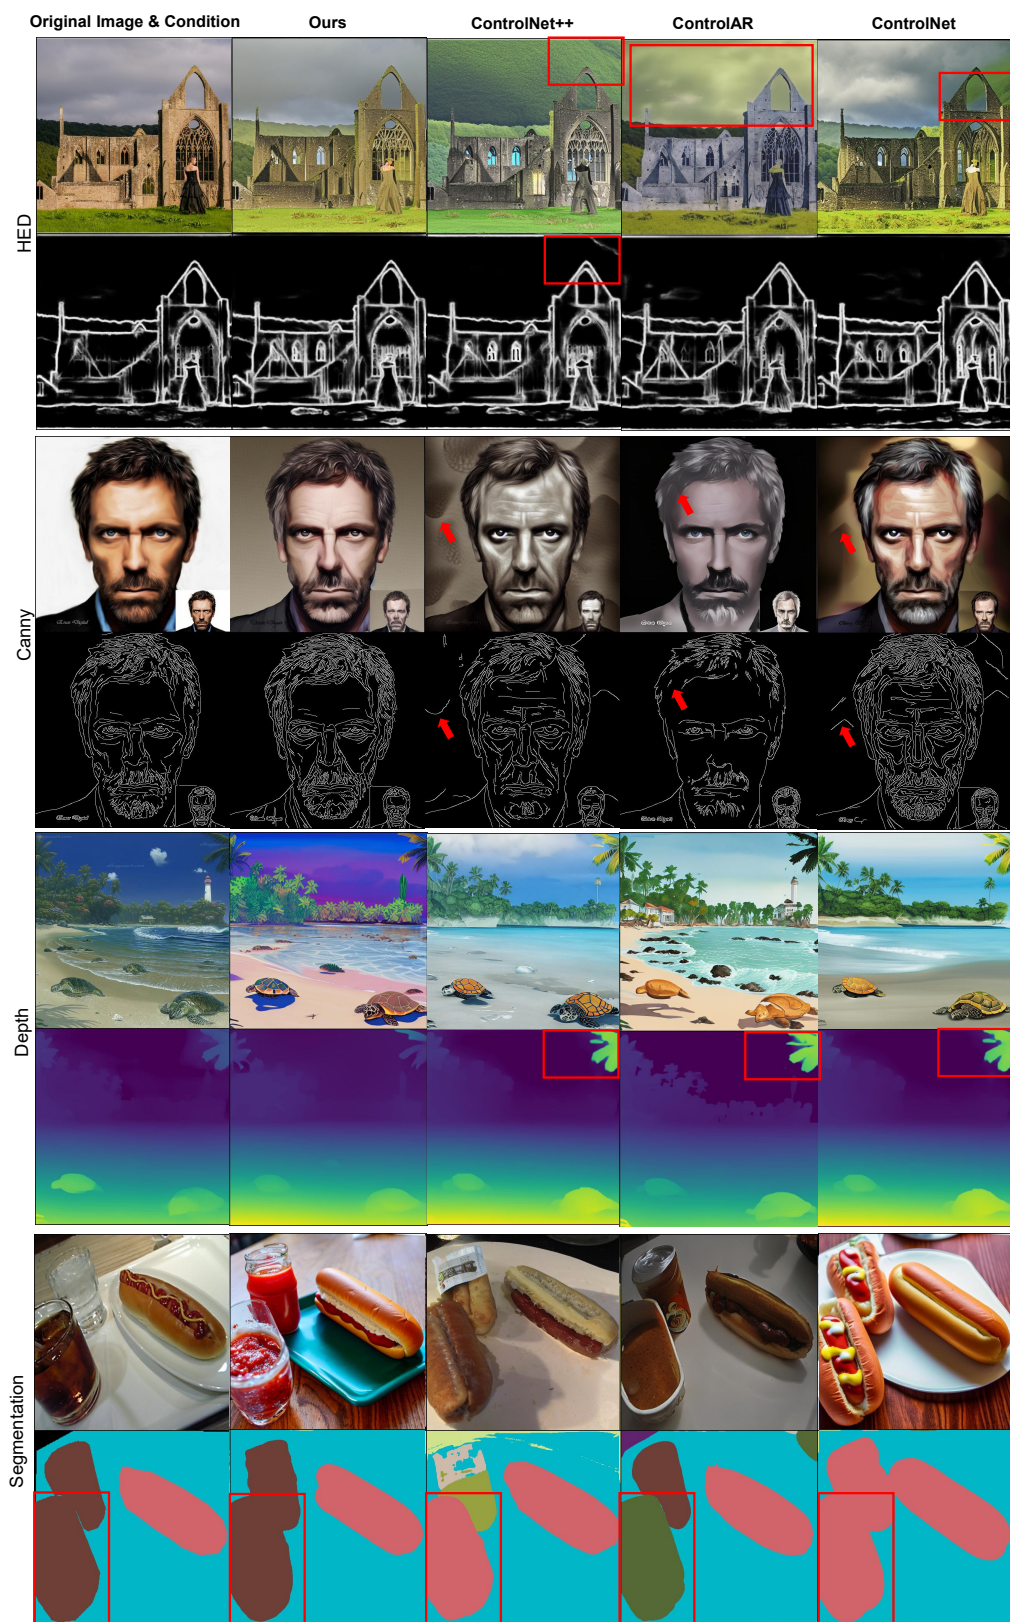 Original Image & Condition Ours ControlNet++ ControlAR ControlNet
HED
Canny
Depth
Segmentation